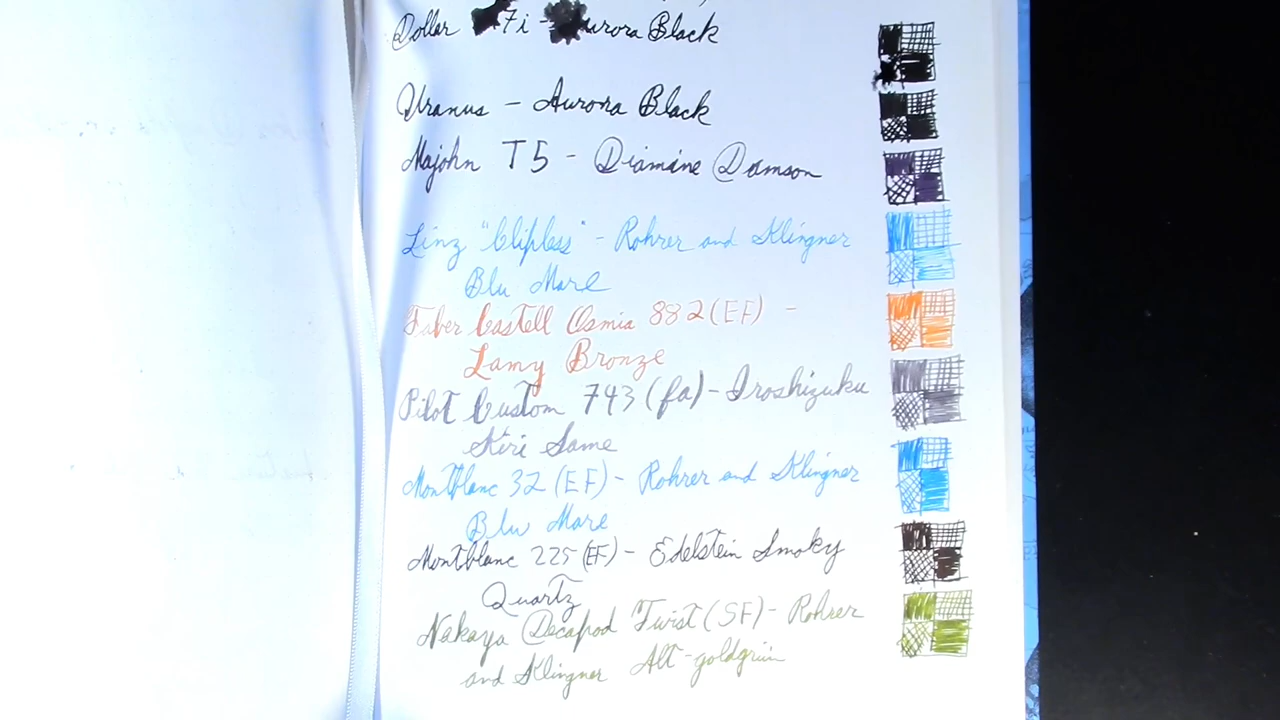 Dollar 7i - Aurora Black
Uranus - Aurora Black
Majohn T5 - Diamine Damson
Linz "Clipless" - Rohrer and Klingner
Blu Mare
Faber Castell Osmia 882 (EF) -
Lamy Bronze
Pilot Custom 743 (fa) - Iroshizuku
Kiri Same
Montblanc 32 (EF) - Rohrer and Klingner
Blu Mare
Montblanc 225 (EF) - Edelstein Smoky
Quartz
Nakaya Decapod Twist (SF) - Rohrer
and Klingner Alt-goldgrün